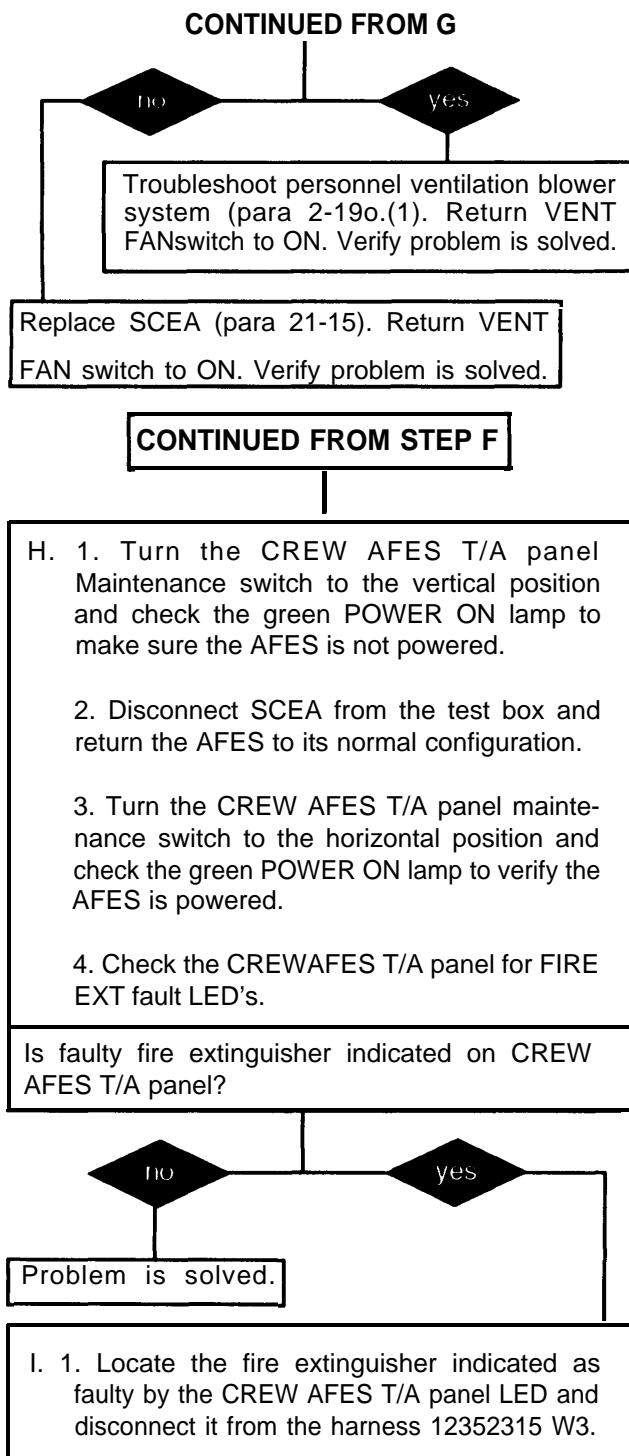 CONTINUED FROM G
no
yes
Troubleshoot personnel ventilation blower
system (para 2-19o.(1). Return VENT
FANswitch to ON. Verify problem is solved.
Replace SCEA (para 21-15). Return VENT
FAN switch to ON. Verify problem is solved.
CONTINUED FROM STEP F
H. 1. Turn the CREW AFES T/A panel
Maintenance switch to the vertical position
and check the green POWER ON lamp to
make sure the AFES is not powered.
2. Disconnect SCEA from the test box and
return the AFES to its normal configuration.
3. Turn the CREW AFES T/A panel mainte-
nance switch to the horizontal position and
check the green POWER ON lamp to verify the
AFES is powered.
4. Check the CREWAFES T/A panel for FIRE
EXT fault LED's.
Is faulty fire extinguisher indicated on CREW
AFES T/A panel?
no
yes
Problem is solved.
I. 1. Locate the fire extinguisher indicated as
faulty by the CREW AFES T/A panel LED and
disconnect it from the harness 12352315 W3.